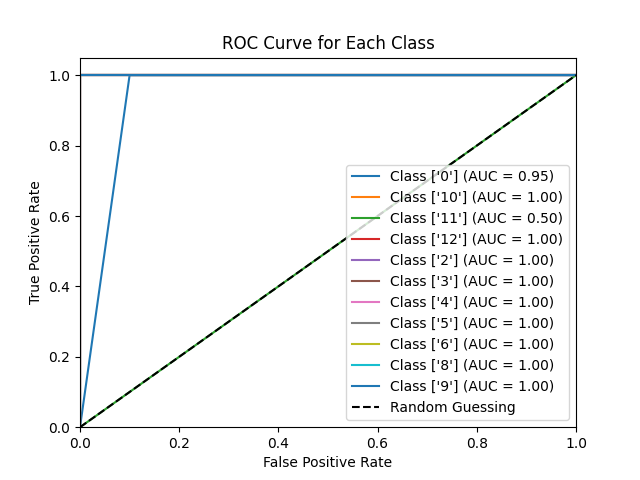 ROC Curve for Each Class
True Positive Rate
1.0
0.8
0.6
0.4
0.2
0.0
Class ['0'] (AUC = 0.95)
Class ['10'] (AUC = 1.00)
Class ['11'] (AUC = 0.50)
Class ['12'] (AUC = 1.00)
Class ['2'] (AUC = 1.00)
Class ['3'] (AUC = 1.00)
Class ['4'] (AUC = 1.00)
Class ['5'] (AUC = 1.00)
Class ['6'] (AUC = 1.00)
Class ['8'] (AUC = 1.00)
Class ['9'] (AUC = 1.00)
Random Guessing
0.0 0.2 0.4 0.6 0.8 1.0
False Positive Rate